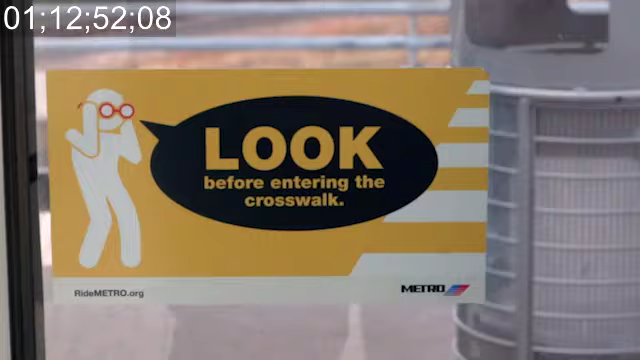 01;12;52;08
LOOK
before entering the
crosswalk.
RideMETRO.org
METRO